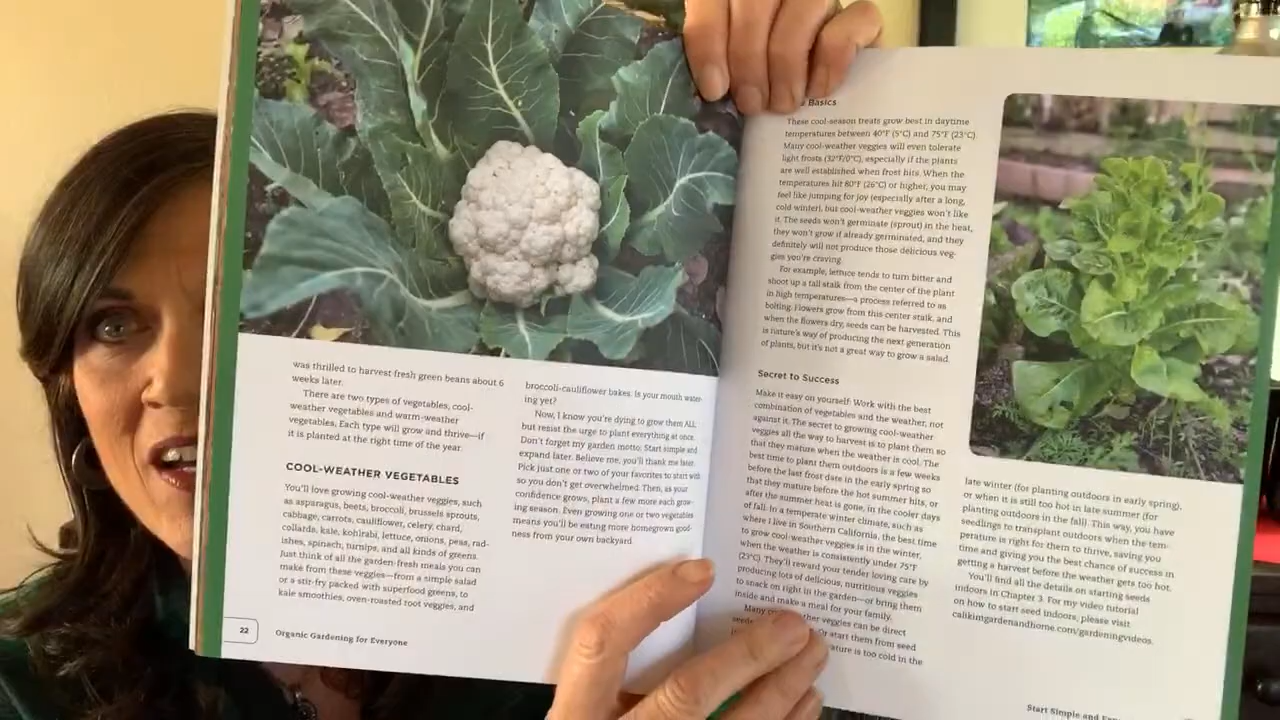 was thrilled to harvest fresh green beans about 6
weeks later.
There are two types of vegetables, cool-
weather vegetables and warm-weather
vegetables. Each type will grow and thrive—if
it is planted at the right time of the year.
COOL-WEATHER VEGETABLES
You'll love growing cool-weather veggies, such
as asparagus, beets, broccoli, brussels sprouts,
cabbage, carrots, cauliflower, celery, chard,
collards, kale, kohlrabi, lettuce, onions, peas, rad-
ishes, spinach, turnips, and all kinds of greens.
Just think of all the garden-fresh meals you can
make from these veggies—from a simple salad
or a stir-fry packed with superfood greens, to
kale smoothies, oven-roasted root veggies, and
broccoli-cauliflower bakes. Is your mouth water-
ing yet?
Now, I know you're dying to grow them ALL
but resist the urge to plant everything at once.
Don't forget my garden motto: Start simple and
expand later. Believe me, you'll thank me later.
Pick just one or two of your favorites to start with
so you don't get overwhelmed. Then, as your
confidence grows, plant a few more each grow-
ing season. Even growing one or two vegetables
means you'll be eating more homegrown good-
ness from your own backyard.
22
Organic Gardening for Everyone
Basics
These cool-season treats grow best in daytime
temperatures between 40°F (5°C) and 75°F (23°C).
Many cool-weather veggies will even tolerate
light frosts (32°F/0°C), especially if the plants
are well established when frost hits. When the
temperatures hit 80°F (26°C) or higher, you may
feel like jumping for joy (especially after a long,
cold winter), but cool-weather veggies won't like
it. The seeds won't germinate (sprout) in the heat,
they won't grow if already germinated, and they
definitely will not produce those delicious veg-
gies you're craving.
For example, lettuce tends to turn bitter and
shoot up a tall stalk from the center of the plant
in high temperatures—a process referred to as
bolting. Flowers grow from this center stalk, and
when the flowers dry, seeds can be harvested. This
is nature's way of producing the next generation
of plants, but it's not a great way to grow a salad.
Secret to Success
Make it easy on yourself: Work with the best
combination of vegetables and the weather, not
against it. The secret to growing cool-weather
veggies all the way to harvest is to plant them so
that they mature when the weather is cool. The
best time to plant them outdoors is a few weeks
before the last frost date in the early spring so
that they mature before the hot summer hits, or
after the summer heat is gone, in the cooler days
of fall. In a temperate winter climate, such as
where I live in Southern California, the best time
to grow cool-weather veggies is in the winter,
when the weather is consistently under 75°F
(23°C). They'll reward your tender loving care by
producing lots of delicious, nutritious veggies
to snack on right in the garden—or bring them
inside and make a meal for your family.
Many veggies can be direct
Or start them from seed
is too cold in the
late winter (for planting outdoors in early spring),
or when it is still too hot in late summer (for
planting outdoors in the fall). This way, you have
seedlings to transplant outdoors when the tem-
perature is right for them to thrive, saving you
time and giving you the best chance of success in
getting a harvest before the weather gets too hot.
You'll find all the details on starting seeds
indoors in Chapter 3. For my video tutorial
on how to start seed indoors, please visit
calikimgardenandhome.com/gardeningvideos.
Start Simple and